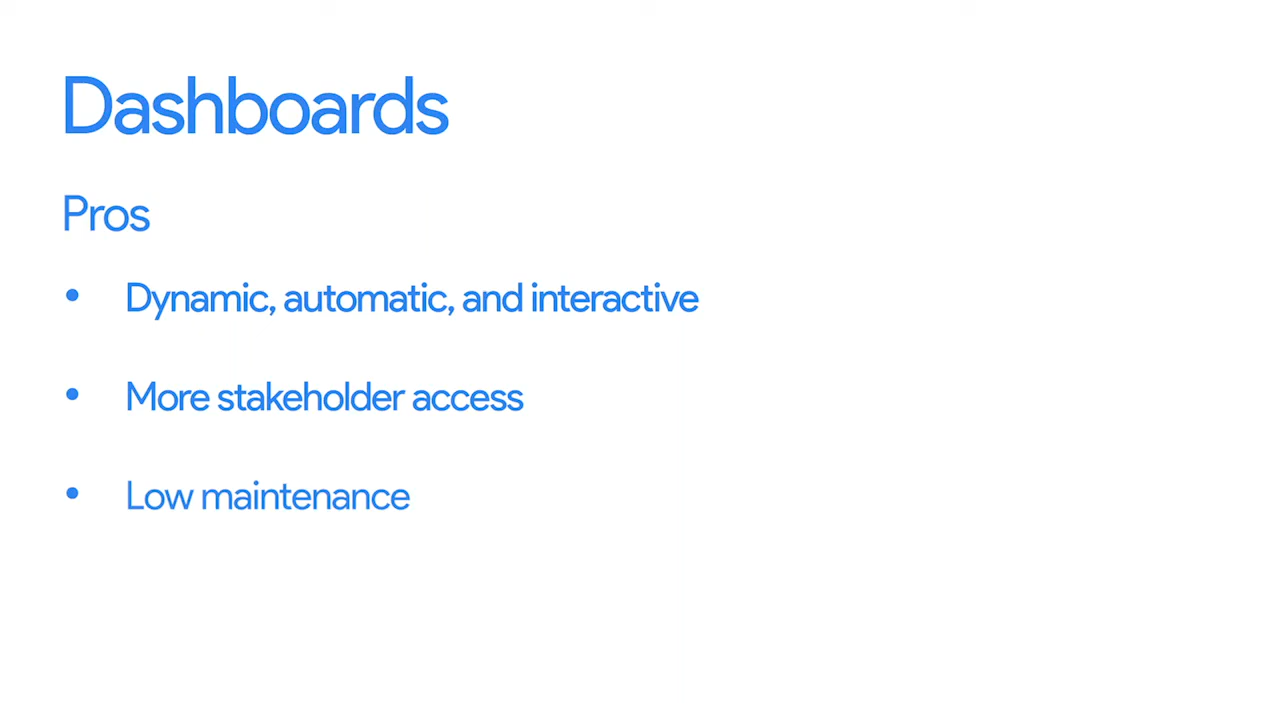 Dashboards
Pros
• Dynamic, automatic, and interactive
• More stakeholder access
• Low maintenance